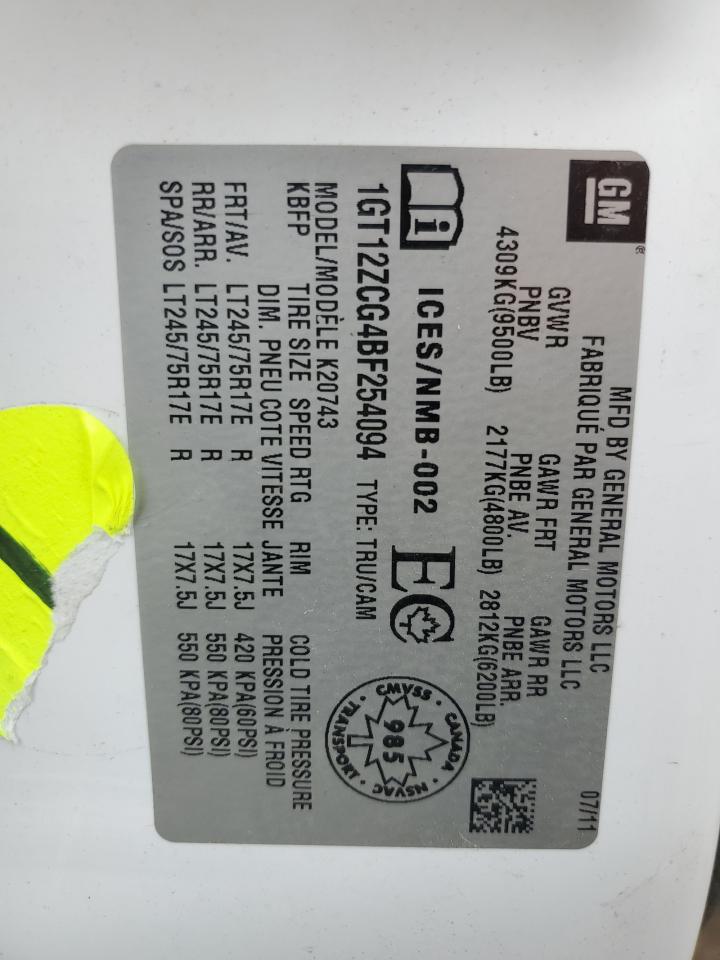 GM
MFD BY GENERAL MOTORS LLC
FABRIQUÉ PAR GENERAL MOTORS LLC
07/11
GVWR GAWR FRT GAWR RR
PNBV PNBE AV. PNBE ARR.
4309KG(9500LB) 2177KG(4800LB) 2812KG(6200LB)
i ICES/NMB-002 EC
CANADA · CMVSS · TRANSPORT · NSVAC
985
1GT12ZCG4BF254094 TYPE: TRU/CAM
MODEL/MODÈLE K20743
KBFP TIRE SIZE SPEED RTG RIM COLD TIRE PRESSURE
DIM. PNEU COTE VITESSE JANTE PRESSION À FROID
FRT/AV. LT245/75R17E R 17X7.5J 420 KPA(60PSI)
RR/ARR. LT245/75R17E R 17X7.5J 550 KPA(80PSI)
SPA/SOS LT245/75R17E R 17X7.5J 550 KPA(80PSI)